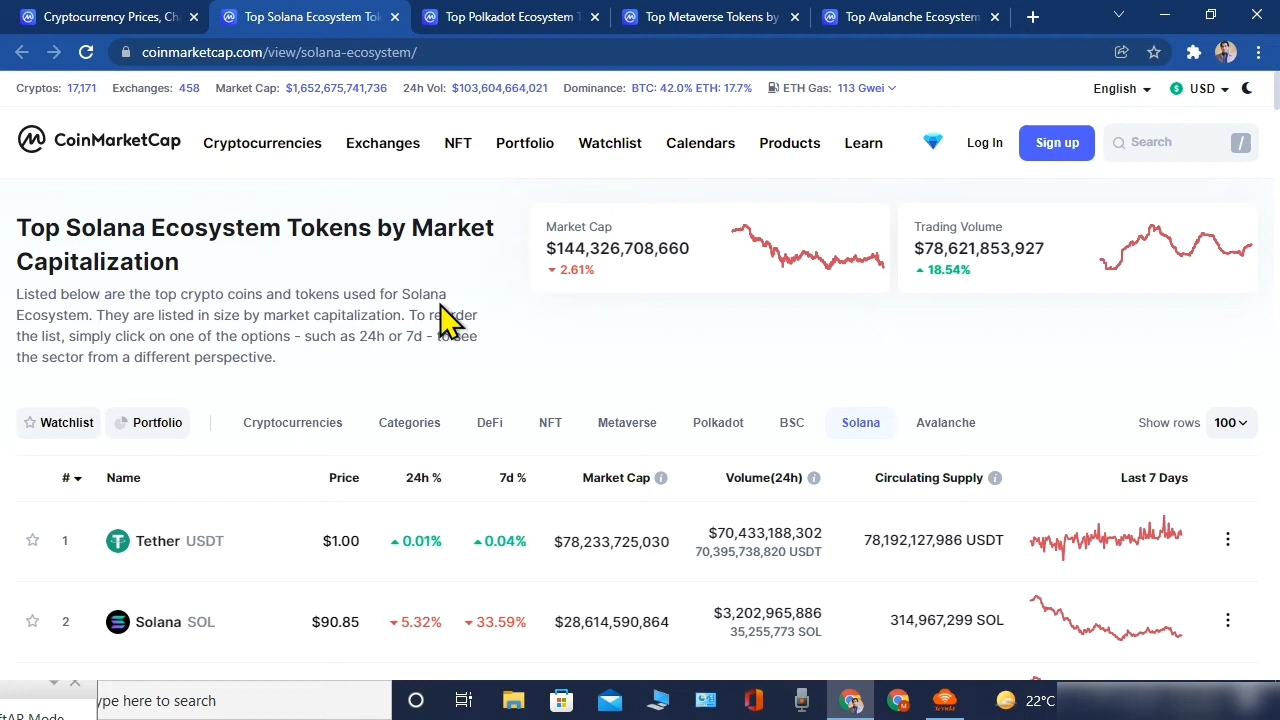 Cryptocurrency Prices, Ch
Top Solana Ecosystem Tok
Top Polkadot Ecosystem T
Top Metaverse Tokens by
Top Avalanche Ecosystem
coinmarketcap.com/view/solana-ecosystem/
Cryptos: 17,171 Exchanges: 458 Market Cap: $1,652,675,741,736 24h Vol: $103,604,664,021 Dominance: BTC: 42.0% ETH: 17.7% ETH Gas: 113 Gwei English USD
CoinMarketCap Cryptocurrencies Exchanges NFT Portfolio Watchlist Calendars Products Learn Log In Sign up Search /
Top Solana Ecosystem Tokens by Market
Capitalization
Listed below are the top crypto coins and tokens used for Solana
Ecosystem. They are listed in size by market capitalization. To
the list, simply click on one of the options - such as 24h or 7d - to see
the sector from a different perspective.
Market Cap
$144,326,708,660
2.61%
Trading Volume
$78,621,853,927
18.54%
Watchlist Portfolio Cryptocurrencies Categories DeFi NFT Metaverse Polkadot BSC Solana Avalanche Show rows 100
# Name Price 24h % 7d % Market Cap Volume(24h) Circulating Supply Last 7 Days
1 Tether USDT $1.00 0.01% 0.04% $78,233,725,030 $70,433,188,302 78,192,127,986 USDT
70,395,738,820 USDT
2 Solana SOL $90.85 5.32% 33.59% $28,614,590,864 $3,202,965,886 314,967,299 SOL
35,255,773 SOL
ype here to search
22°C